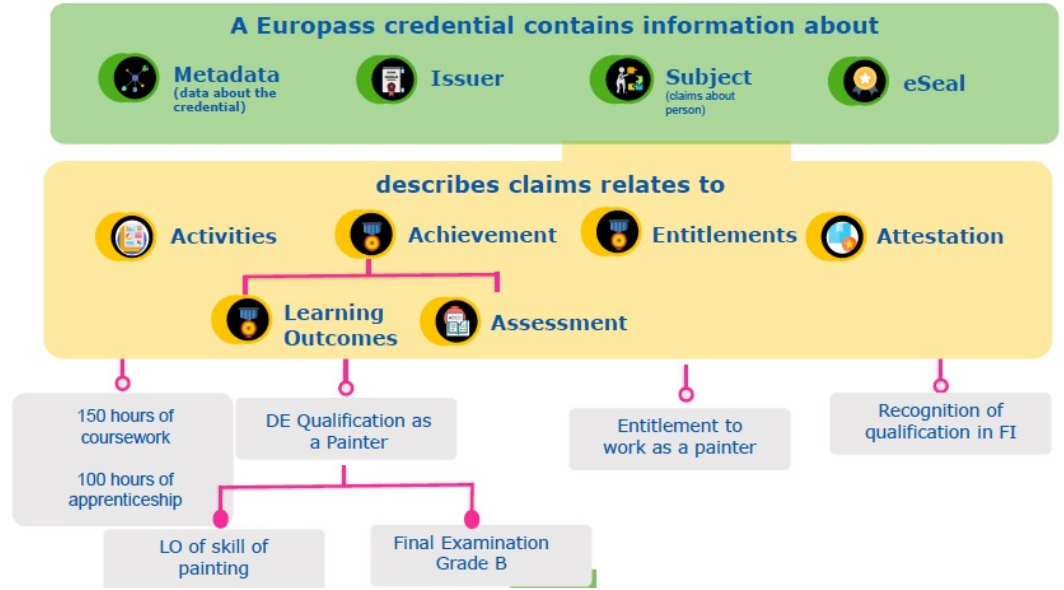 A Europass credential contains information about
Metadata
(data about the
credential)
Issuer
Subject
(claims about
person)
eSeal
describes claims relates to
Activities
Achievement
Entitlements
Attestation
Learning
Outcomes
Assessment
150 hours of
coursework
100 hours of
apprenticeship
DE Qualification as
a Painter
Entitlement to
work as a painter
Recognition of
qualification in FI
LO of skill of
painting
Final Examination
Grade B